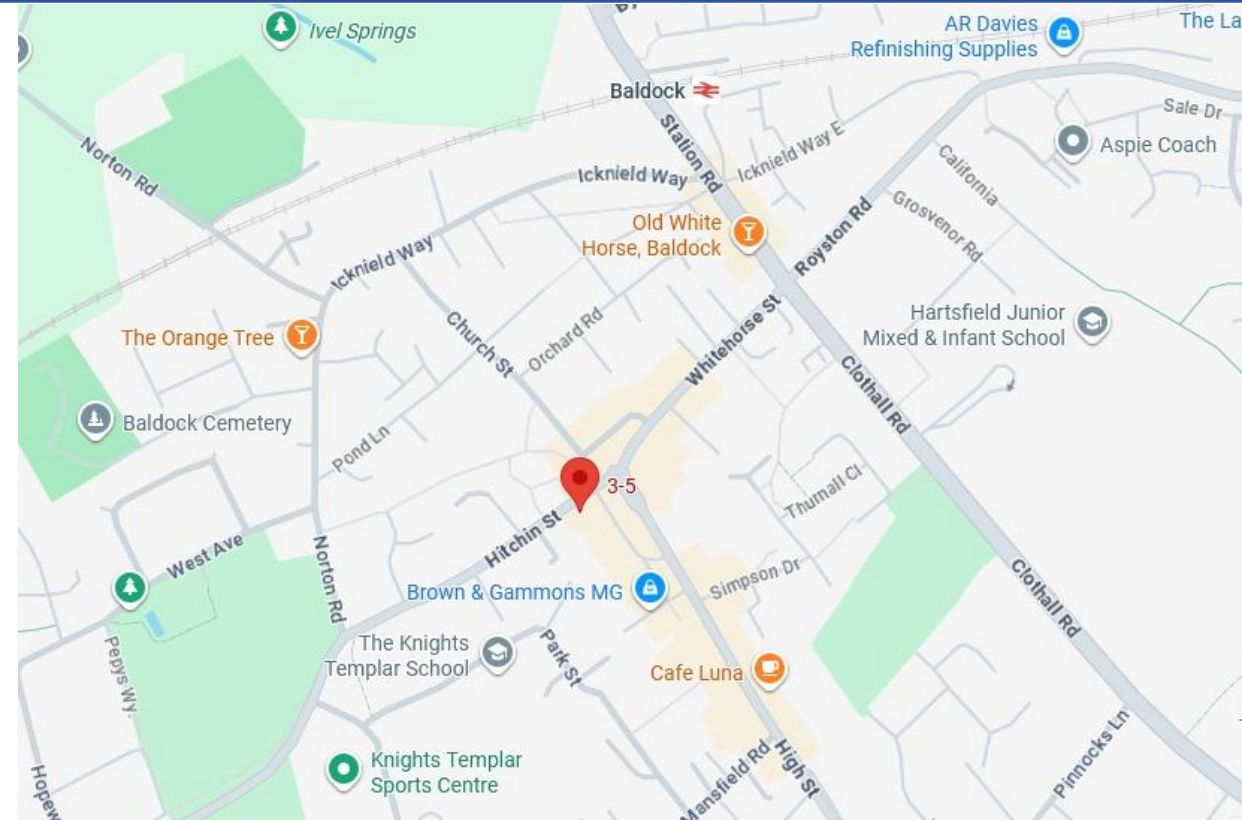 Ivel Springs
AR Davies
Refinishing Supplies
The La
Baldock
Station Rd
Sale Dr
Aspie Coach
Norton Rd
Icknield Way
Icknield Way E
California
Grosvenor Rd
Old White
Horse, Baldock
Royston Rd
Icknield Way
Hartsfield Junior
Mixed & Infant School
The Orange Tree
Church St
Orchard Rd
Whitehorse St
Clothall Rd
Baldock Cemetery
Pond Ln
3-5
Thurnall Cl
Hitchin St
West Ave
Norton Rd
Simpson Dr
Clothall Rd
Brown & Gammons MG
The Knights
Templar School
Park St
Pepys Wy.
Cafe Luna
Knights Templar
Sports Centre
High St
Mansfield Rd
Pinnocks Ln
Hopew